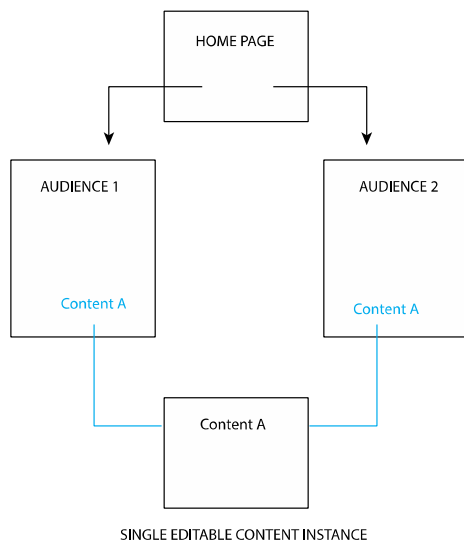 HOME PAGE
AUDIENCE 1
AUDIENCE 2
Content A
Content A
Content A
SINGLE EDITABLE CONTENT INSTANCE